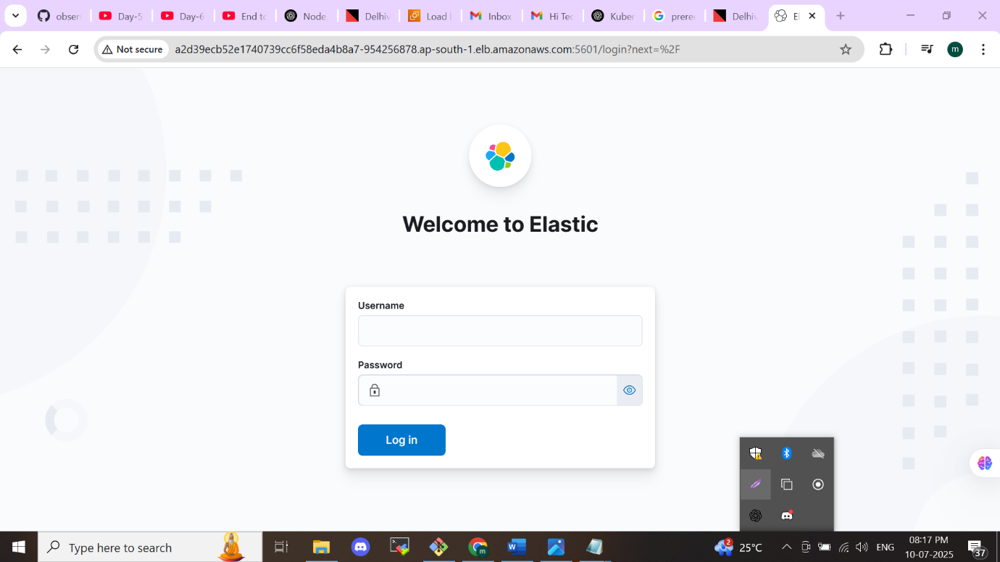 obser
Day-5
Day-6
End to
Node.
Delhiv
Load
Inbox
Hi Tec
Kuber
prere
Delhiv
El
Not secure
a2d39ecb52e1740739cc6f58eda4b8a7-954256878.ap-south-1.elb.amazonaws.com:5601/login?next=%2F
m
Welcome to Elastic
Username
Password
Log in
Type here to search
m
2
25°C
ENG
08:17 PM
10-07-2025
37